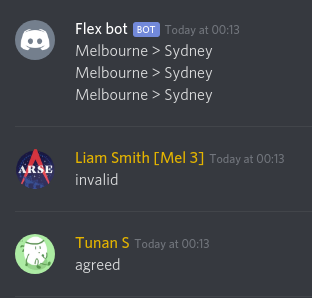 Flex bot BOT Today at 00:13
Melbourne > Sydney
Melbourne > Sydney
Melbourne > Sydney
ARSE
Liam Smith [Mel 3] Today at 00:13
invalid
Tunan S Today at 00:13
agreed